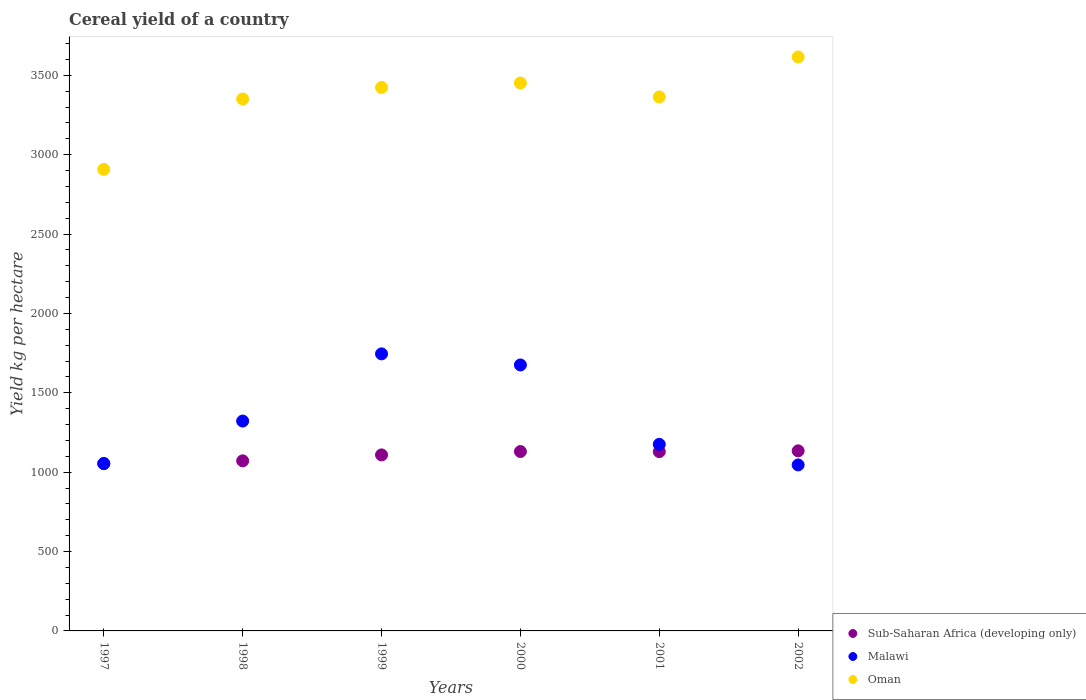 Cereal yield of a country
Yield kg per hectare
3500
3000
2500
2000
1500
1000
500
0
1997
1998
1999
2000
2001
2002
Years
Sub-Saharan Africa (developing only)
Malawi
Oman